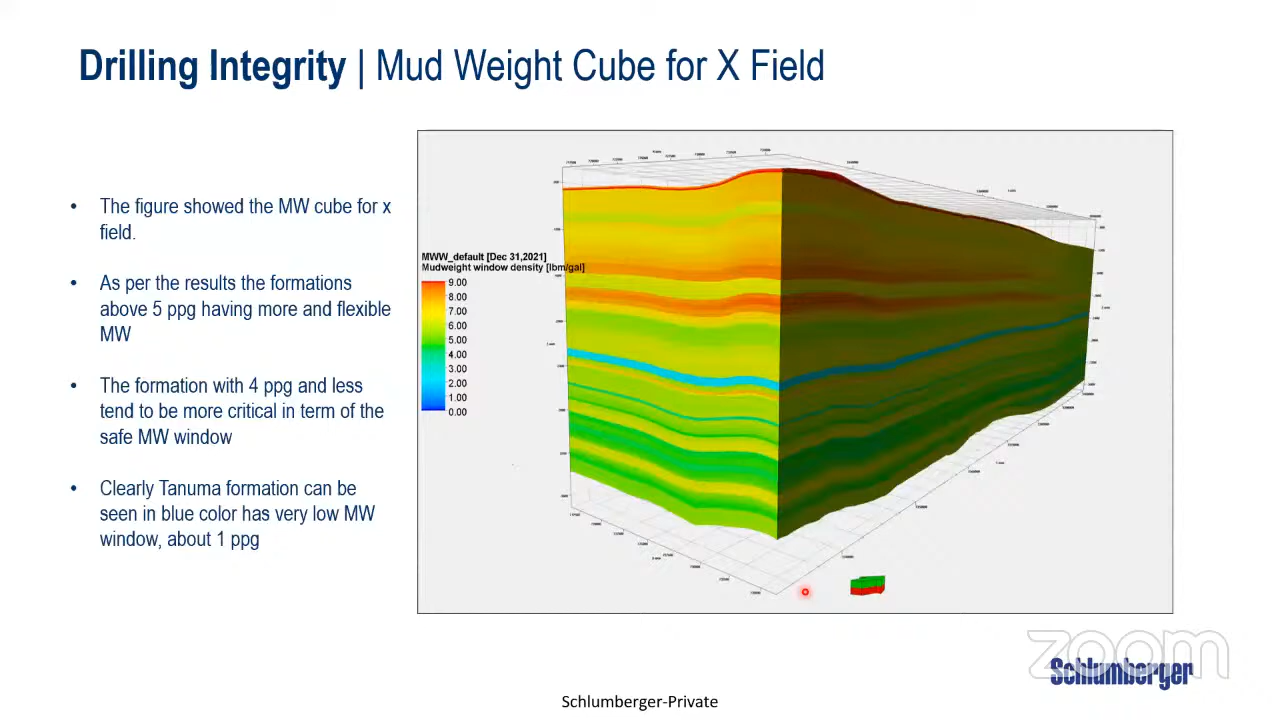 Drilling Integrity | Mud Weight Cube for X Field
• The figure showed the MW cube for x
field.
• As per the results the formations
above 5 ppg having more and flexible
MW
• The formation with 4 ppg and less
tend to be more critical in term of the
safe MW window
• Clearly Tanuma formation can be
seen in blue color has very low MW
window, about 1 ppg
MWW_default [Dec 31,2021]
Mudweight window density [lbm/gal]
9.00
8.00
7.00
6.00
5.00
4.00
3.00
2.00
1.00
0.00
zoom
Schlumberger
Schlumberger-Private